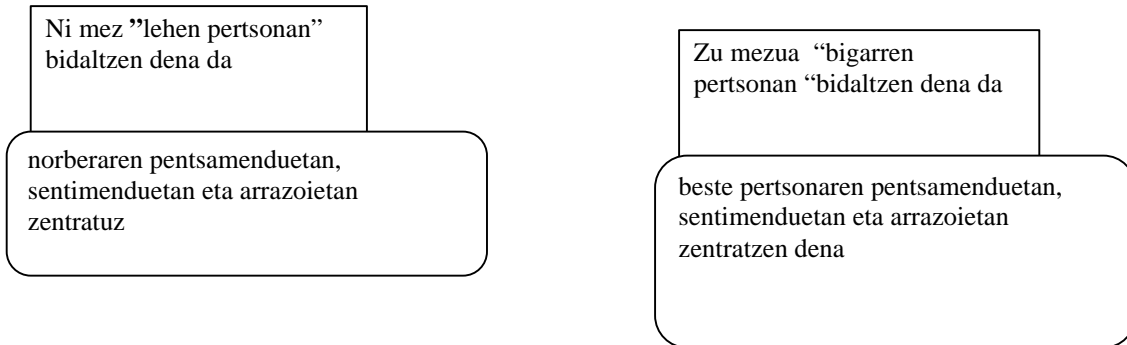 Ni mez ”lehen pertsonan”
bidaltzen dena da
norberaren pentsamenduetan,
sentimenduetan eta arrazoietan
zentratuz
Zu mezua “bigarren
pertsonan “bidaltzen dena da
beste pertsonaren pentsamenduetan,
sentimenduetan eta arrazoietan
zentratzen dena